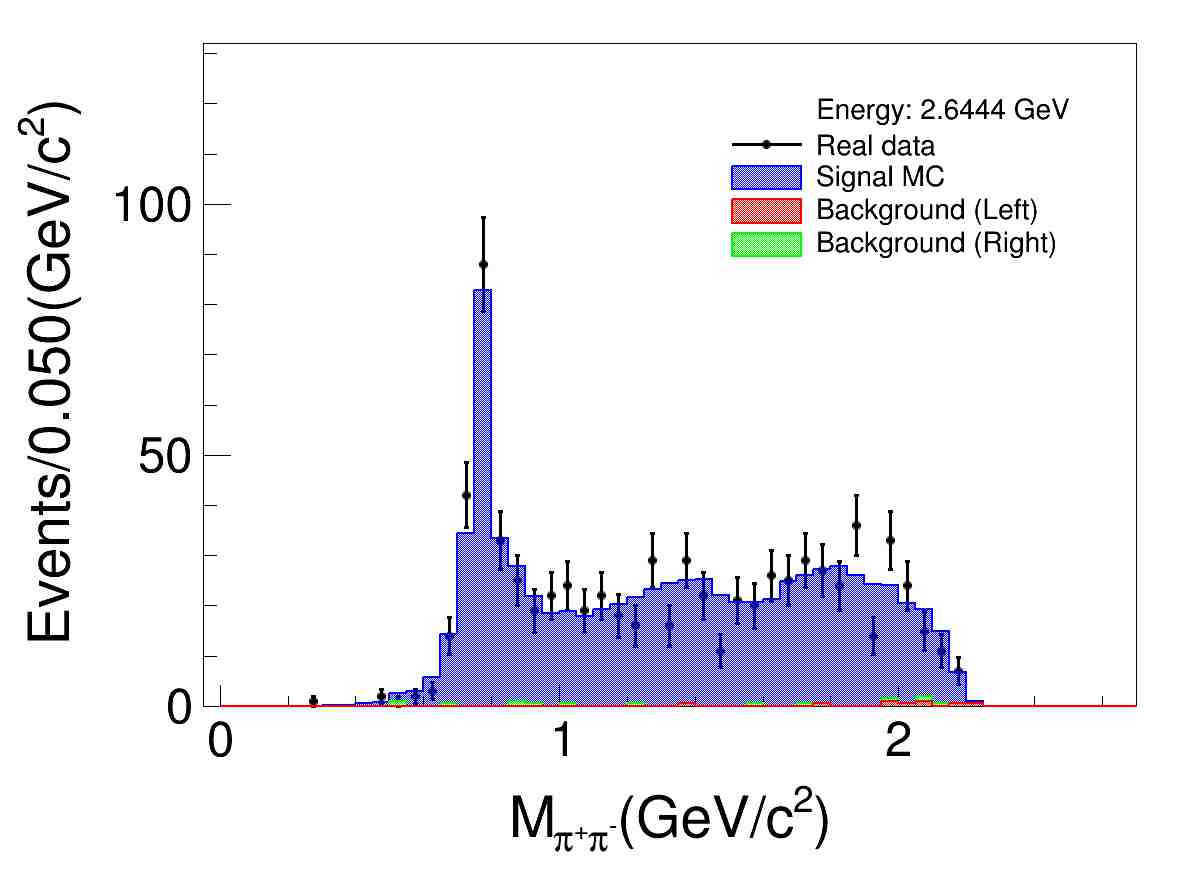 Energy: 2.6444 GeV
Real data
Signal MC
Background (Left)
Background (Right)
Events/0.050(GeV/c²)
100
50
0
0 1 2
Mπ⁺π⁻(GeV/c²)